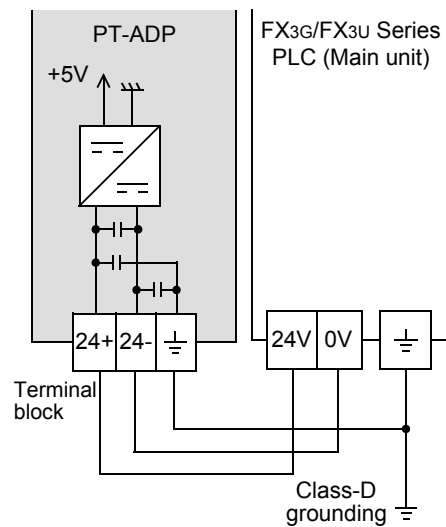 PT-ADP
FX3G/FX3U Series
PLC (Main unit)
+5V
24+ 24-
24V 0V
Terminal
block
Class-D
grounding